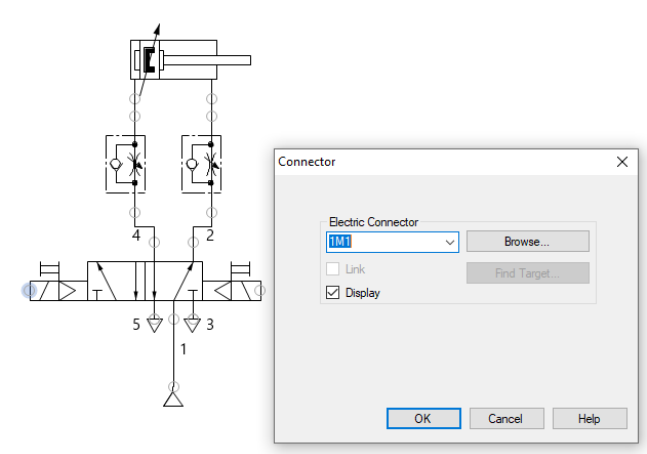 4
2
5
3
1
Connector
Electric Connector
1M1
Browse...
Link
Find Target...
Display
OK
Cancel
Help